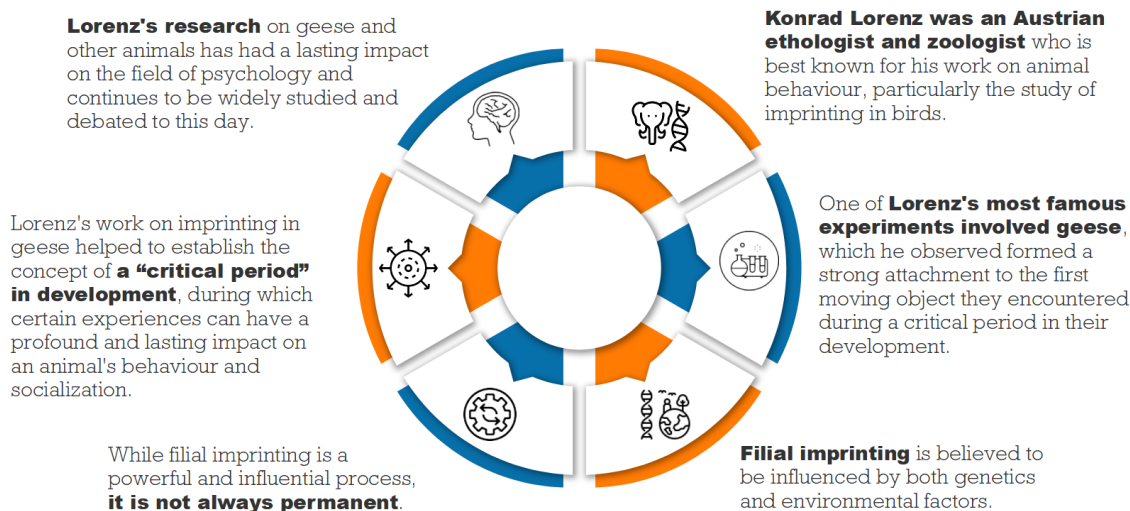 Konrad Lorenz was an Austrian
ethologist and zoologist who is
best known for his work on animal
behaviour, particularly the study of
imprinting in birds.
One of Lorenz's most famous
experiments involved geese,
which he observed formed a
strong attachment to the first
moving object they encountered
during a critical period in their
development.
Filial imprinting is believed to
be influenced by both genetics
and environmental factors.
While filial imprinting is a
powerful and influential process,
it is not always permanent.
Lorenz's work on imprinting in
geese helped to establish the
concept of a “critical period”
in development, during which
certain experiences can have a
profound and lasting impact on
an animal's behaviour and
socialization.
Lorenz's research on geese and
other animals has had a lasting impact
on the field of psychology and
continues to be widely studied and
debated to this day.